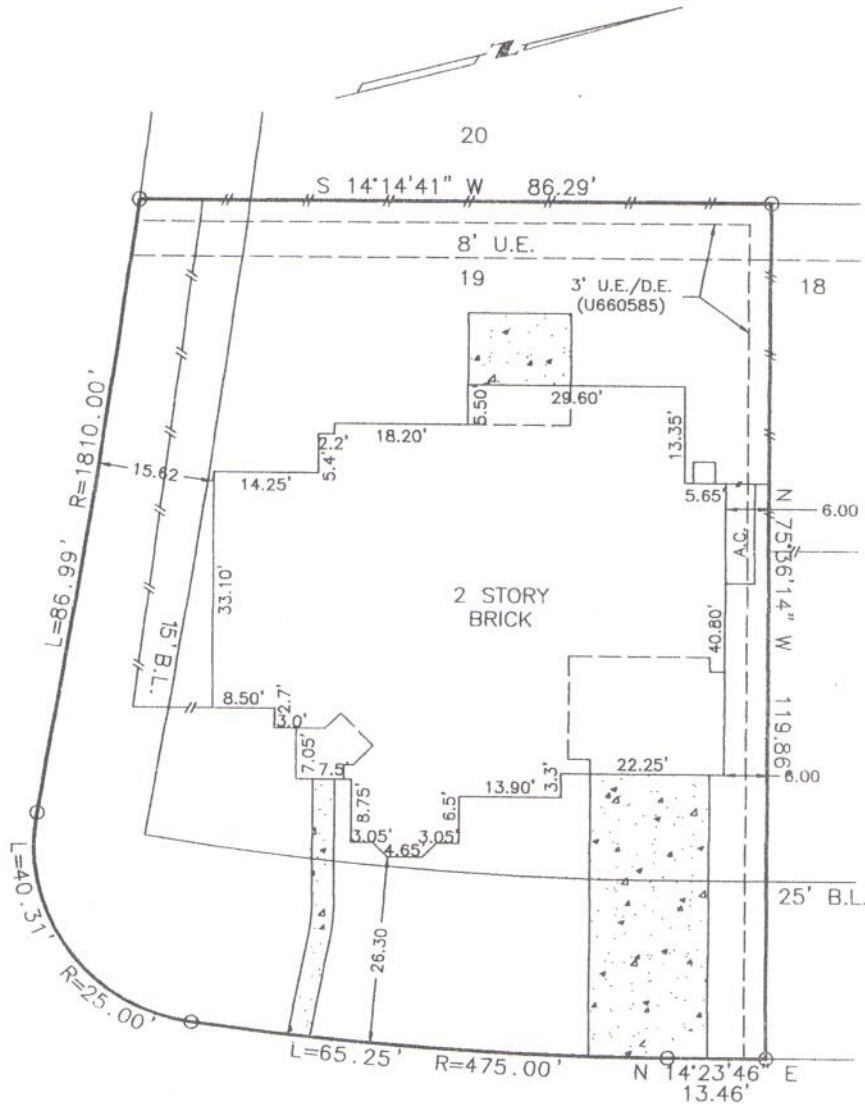 N
20
S 14°14'41" W 86.29'
8' U.E.
19
3' U.E./D.E.
(U660585)
18
29.60'
5.50'
13.35'
18.20'
2.2'
5.4'
14.25'
15.62
R=1810.00'
L=86.99'
5.65'
6.00
A.C.
N 75°36'14" W 119.86'
33.10'
2 STORY
BRICK
40.80'
15' B.L.
8.50'
2.7'
3.0'
7.05'
7.5'
22.25'
6.00
13.90'
3.3'
8.75'
6.5'
3.05'
3.05'
4.65'
25' B.L.
26.30
L=40.31'
R=25.00'
L=65.25' R=475.00'
N 14°23'46" E
13.46'